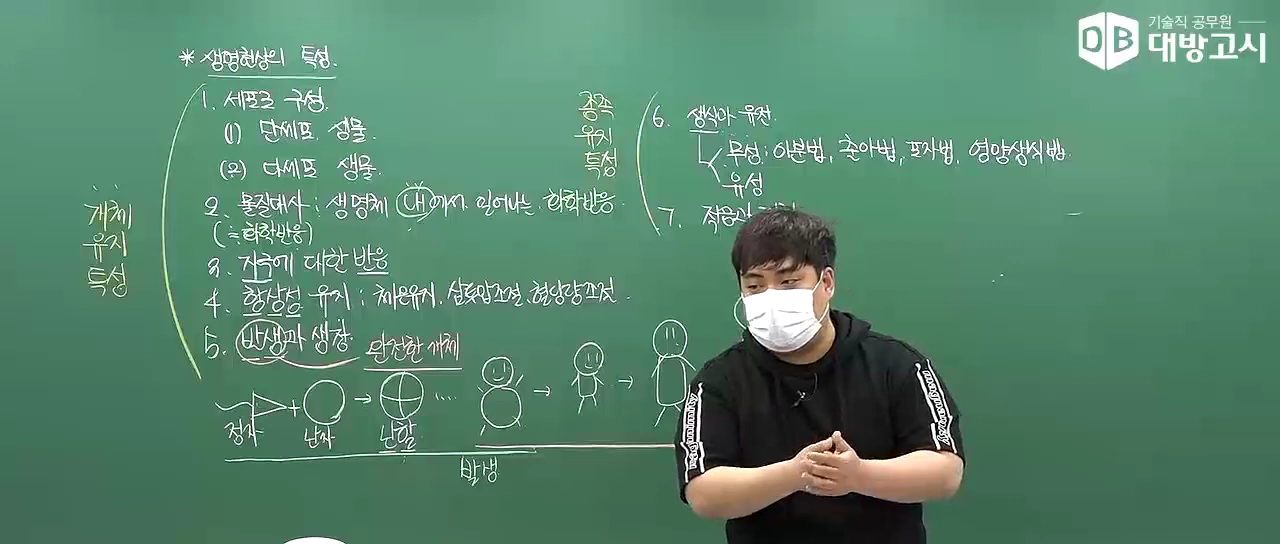 기술직 공무원
DB 대방고시
* 생명현상의 특성.
1. 세포로 구성.
(1) 단세포 생물.
(2) 다세포 생물.
2. 물질대사 : 생명체 내에서 일어나는 화학반응
(≒화학반응)
3. 자극에 대한 반응
4. 항상성 유지 : 체온유지, 삼투압조절, 혈당량조절.
5. 발생과 생장.
완전한 개체
정자
+
난자
→
난할
....
→
→
발생
개체
유지
특성
종족
유지
특성
6. 생식과 유전.
무성 : 이분법, 출아법, 포자법, 영양생식법.
유성
7. 적응과